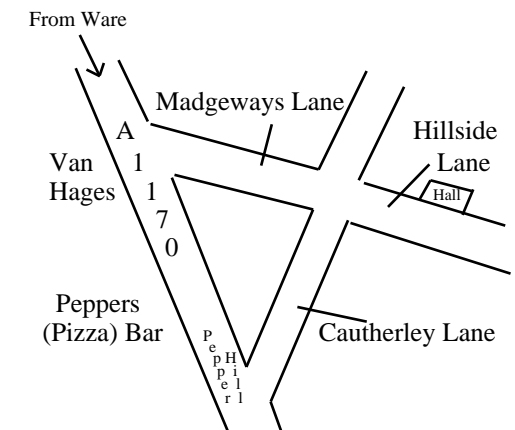 From Ware
Madgeways Lane
A
1
1
7
0
Van
Hages
Hillside
Lane
Hall
Peppers
(Pizza) Bar
Pepper
Hill
Cautherley Lane